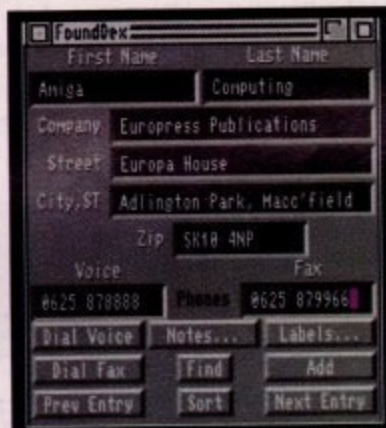 FoundDex
First Name Last Name
Amiga Computing
Company Europress Publications
Street Europa House
City,ST Adlington Park, Macc'field
Zip SK10 4NP
Voice Fax
0625 878888 Phones 0625 879966
Dial Voice Notes... Labels...
Dial Fax Find Add
Prev Entry Sort Next Entry